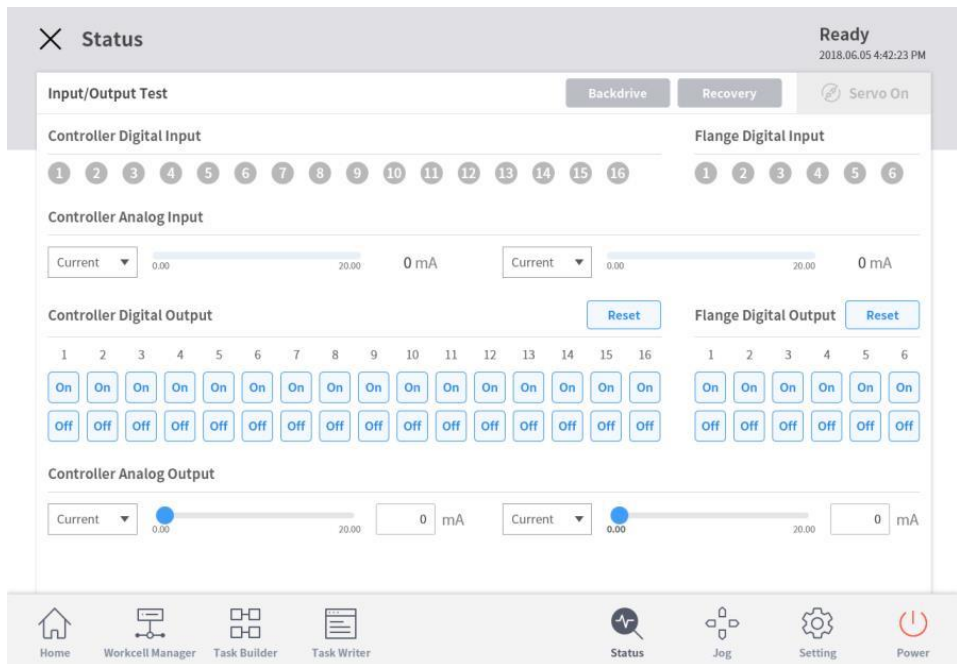 Status
Ready
2018.06.05 4:42:23 PM
Input/Output Test
Backdrive
Recovery
Servo On
Controller Digital Input
Flange Digital Input
1 2 3 4 5 6 7 8 9 10 11 12 13 14 15 16
1 2 3 4 5 6
Controller Analog Input
Current 0.00 20.00 0 mA
Current 0.00 20.00 0 mA
Controller Digital Output Reset
Flange Digital Output Reset
1 2 3 4 5 6 7 8 9 10 11 12 13 14 15 16
1 2 3 4 5 6
On On On On On On On On On On On On On On On On
On On On On On On
Off Off Off Off Off Off Off Off Off Off Off Off Off Off Off Off
Off Off Off Off Off Off
Controller Analog Output
Current 0.00 20.00 0 mA
Current 0.00 20.00 0 mA
Home Workcell Manager Task Builder Task Writer Status Jog Setting Power